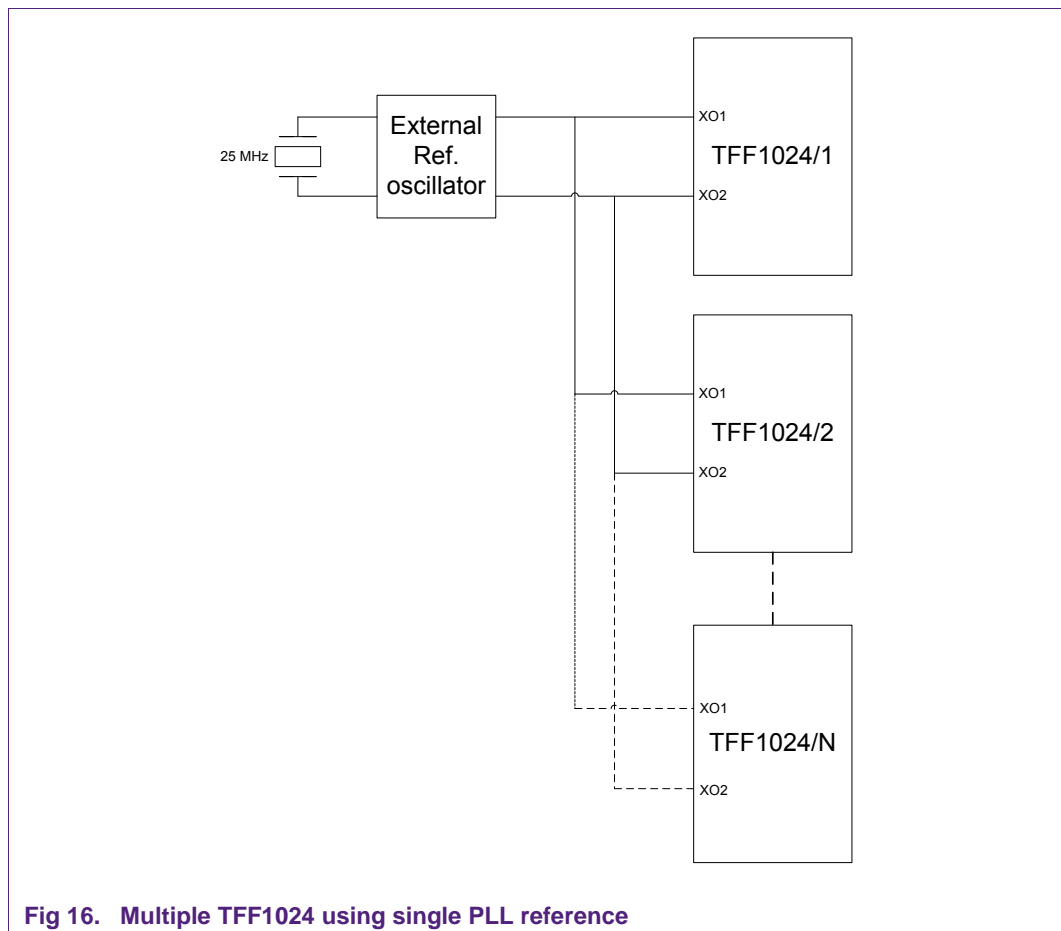 25 MHz
External
Ref.
oscillator
XO1
TFF1024/1
XO2
XO1
TFF1024/2
XO2
XO1
TFF1024/N
XO2
Fig 16. Multiple TFF1024 using single PLL reference